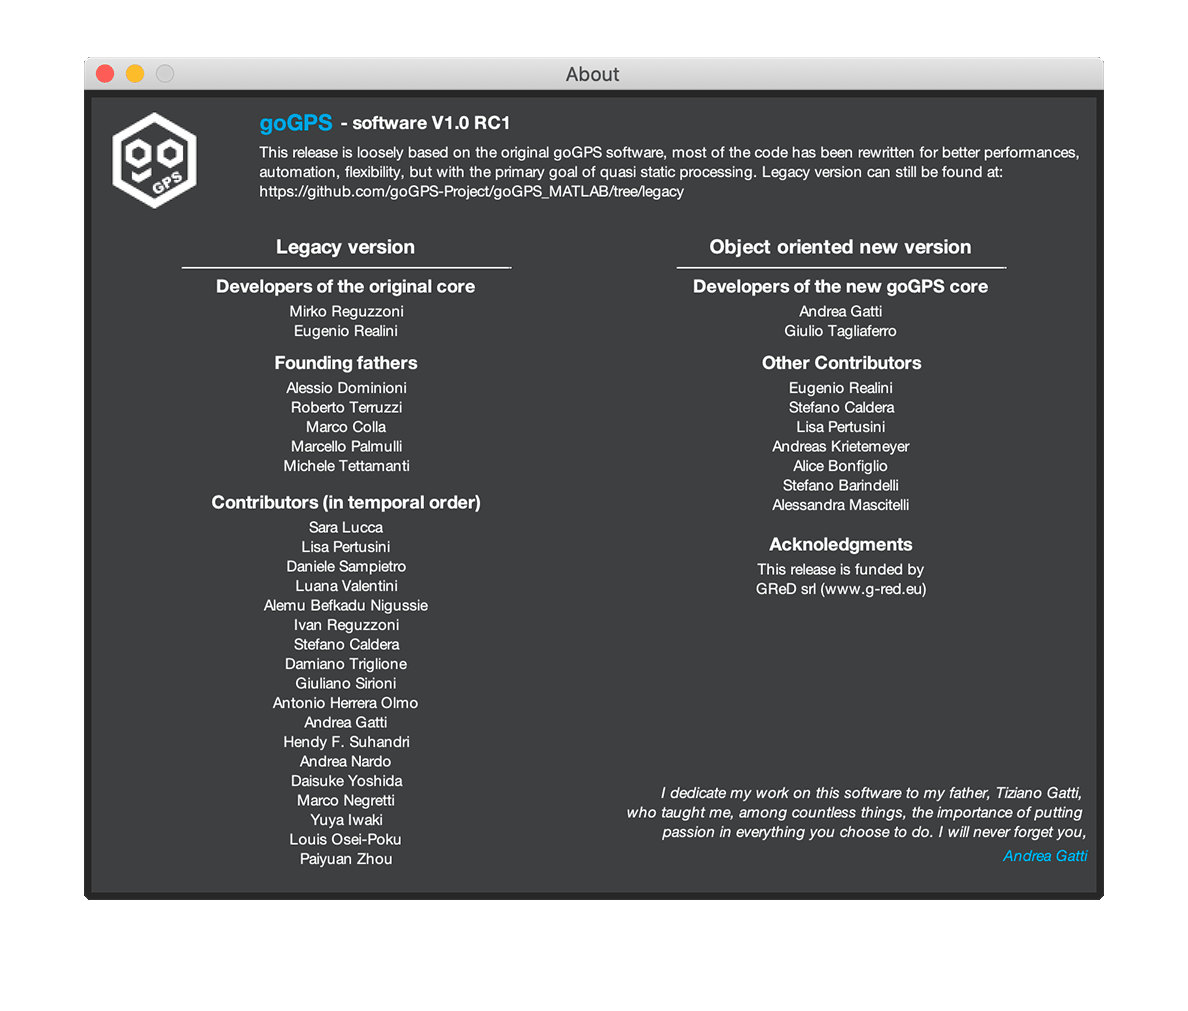 About
go
GPS
goGPS - software V1.0 RC1
This release is loosely based on the original goGPS software, most of the code has been rewritten for better performances,
automation, flexibility, but with the primary goal of quasi static processing. Legacy version can still be found at:
https://github.com/goGPS-Project/goGPS_MATLAB/tree/legacy
Legacy version
Developers of the original core
Mirko Reguzzoni
Eugenio Realini
Founding fathers
Alessio Dominioni
Roberto Terruzzi
Marco Colla
Marcello Palmulli
Michele Tettamanti
Contributors (in temporal order)
Sara Lucca
Lisa Pertusini
Daniele Sampietro
Luana Valentini
Alemu Befkadu Nigussie
Ivan Reguzzoni
Stefano Caldera
Damiano Triglione
Giuliano Sirioni
Antonio Herrera Olmo
Andrea Gatti
Hendy F. Suhandri
Andrea Nardo
Daisuke Yoshida
Marco Negretti
Yuya Iwaki
Louis Osei-Poku
Paiyuan Zhou
Object oriented new version
Developers of the new goGPS core
Andrea Gatti
Giulio Tagliaferro
Other Contributors
Eugenio Realini
Stefano Caldera
Lisa Pertusini
Andreas Krietemeyer
Alice Bonfiglio
Stefano Barindelli
Alessandra Mascitelli
Acknoledgments
This release is funded by
GReD srl (www.g-red.eu)
I dedicate my work on this software to my father, Tiziano Gatti,
who taught me, among countless things, the importance of putting
passion in everything you choose to do. I will never forget you,
Andrea Gatti